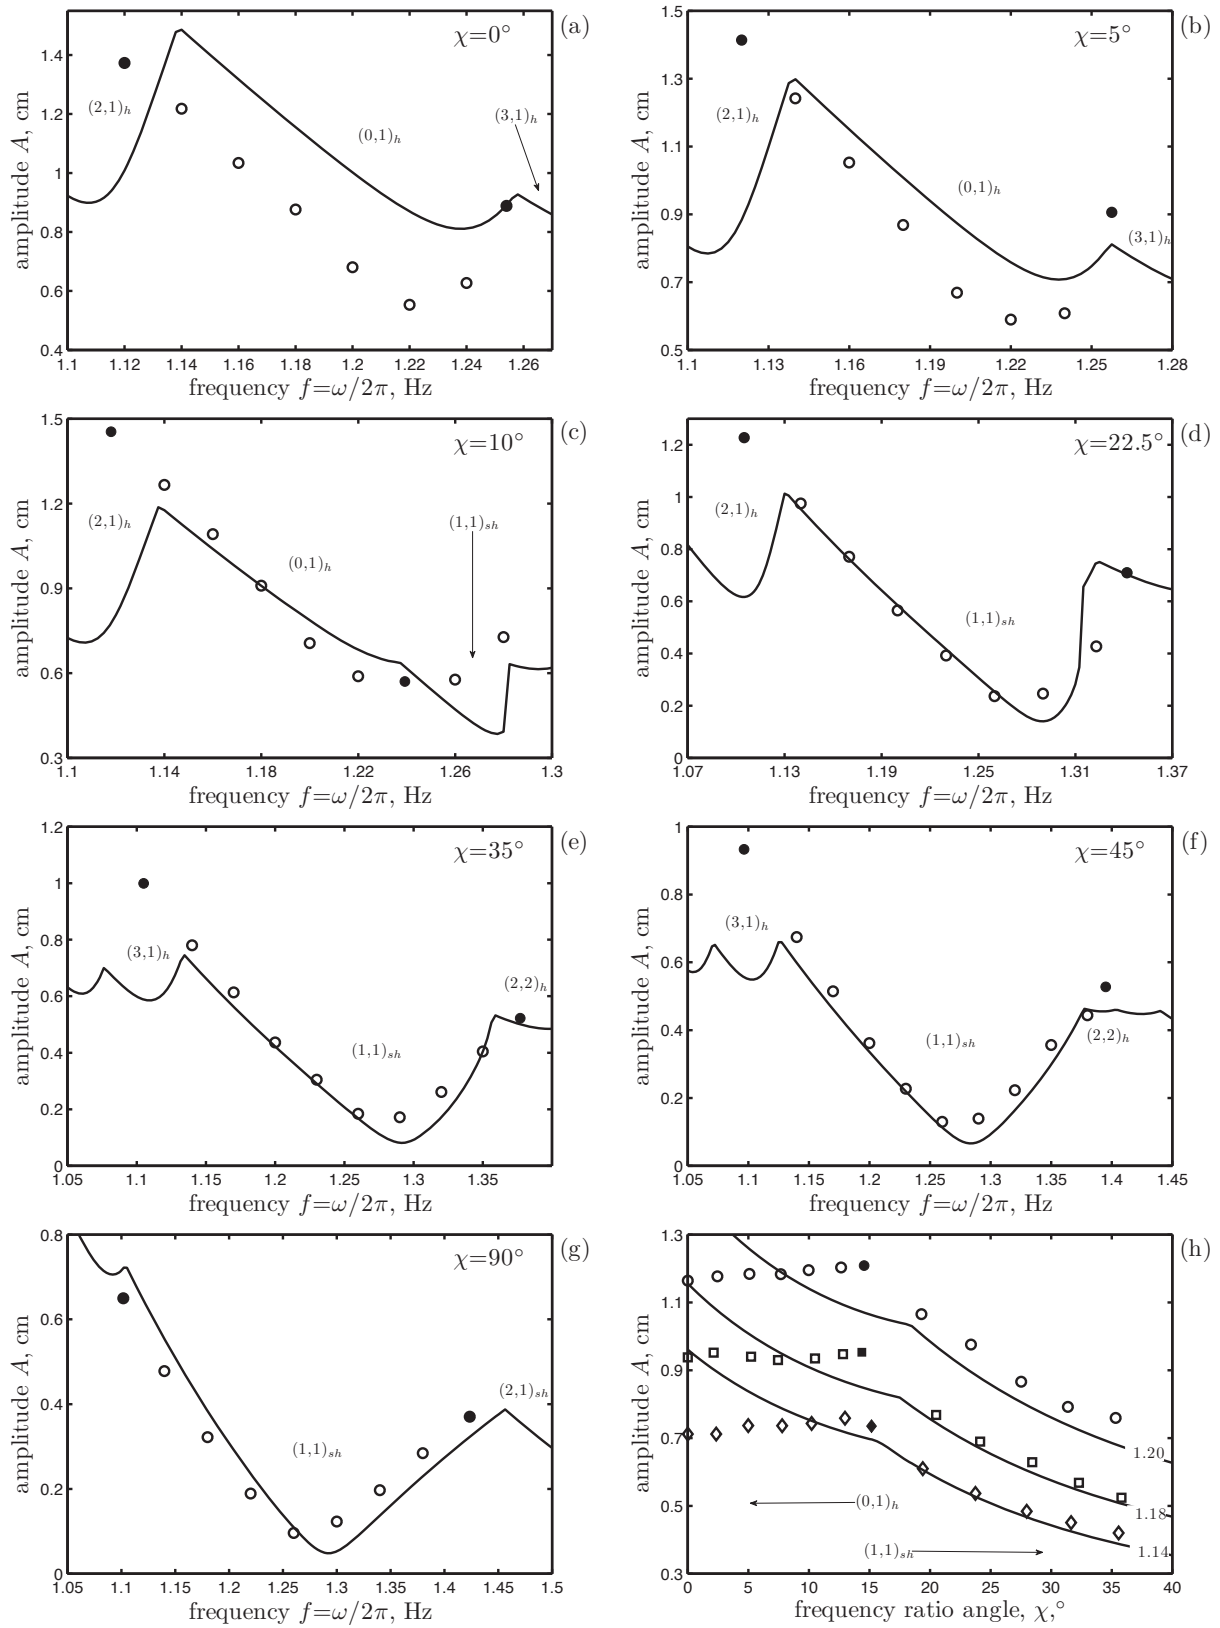 χ=0° (a)
(2,1)h
(0,1)h
(3,1)h
amplitude A, cm
1.4
1.2
1
0.8
0.6
0.4
1.1 1.12 1.14 1.16 1.18 1.2 1.22 1.24 1.26
frequency f=ω/2π, Hz
χ=5° (b)
(2,1)h
(0,1)h
(3,1)h
amplitude A, cm
1.5
1.3
1.1
0.9
0.7
0.5
1.1 1.13 1.16 1.19 1.22 1.25 1.28
frequency f=ω/2π, Hz
χ=10° (c)
(2,1)h
(0,1)h
(1,1)sh
amplitude A, cm
1.5
1.2
0.9
0.6
0.3
1.1 1.14 1.18 1.22 1.26 1.3
frequency f=ω/2π, Hz
χ=22.5° (d)
(2,1)h
(1,1)sh
amplitude A, cm
1.2
1
0.8
0.6
0.4
0.2
0
1.07 1.13 1.19 1.25 1.31 1.37
frequency f=ω/2π, Hz
χ=35° (e)
(3,1)h
(2,2)h
(1,1)sh
amplitude A, cm
1.2
1
0.8
0.6
0.4
0.2
0
1.05 1.1 1.15 1.2 1.25 1.3 1.35
frequency f=ω/2π, Hz
χ=45° (f)
(3,1)h
(1,1)sh
(2,2)h
amplitude A, cm
1
0.8
0.6
0.4
0.2
0
1.05 1.1 1.15 1.2 1.25 1.3 1.35 1.4 1.45
frequency f=ω/2π, Hz
χ=90° (g)
(2,1)sh
(1,1)sh
amplitude A, cm
0.8
0.6
0.4
0.2
0
1.05 1.1 1.15 1.2 1.25 1.3 1.35 1.4 1.45 1.5
frequency f=ω/2π, Hz
(h)
amplitude A, cm
1.3
1.1
0.9
0.7
0.5
0.3
1.20
1.18
1.14
(0,1)h
(1,1)sh
0 5 10 15 20 25 30 35 40
frequency ratio angle, χ,°